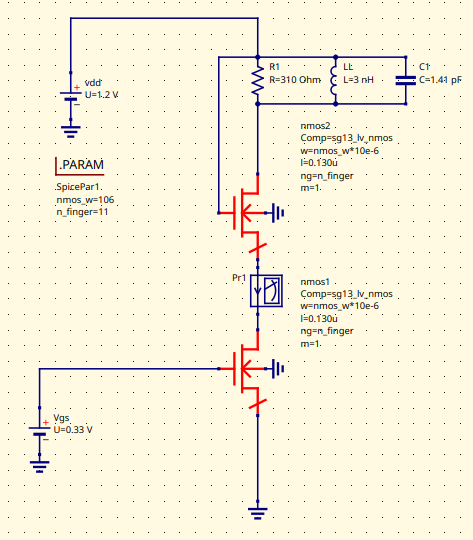 vdd
U=1.2 V
+
−
R1
R=310 Ohm
LL
L=3 nH
C1
C=1.41 pF
.PARAM
SpicePar1
nmos_w=106
n_finger=11
nmos2
Comp=sg13_lv_nmos
w=nmos_w*10e-6
l=0.130u
ng=n_finger
m=1
Pr1
nmos1
Comp=sg13_lv_nmos
w=nmos_w*10e-6
l=0.130u
ng=n_finger
m=1
Vgs
U=0.33 V
+
−